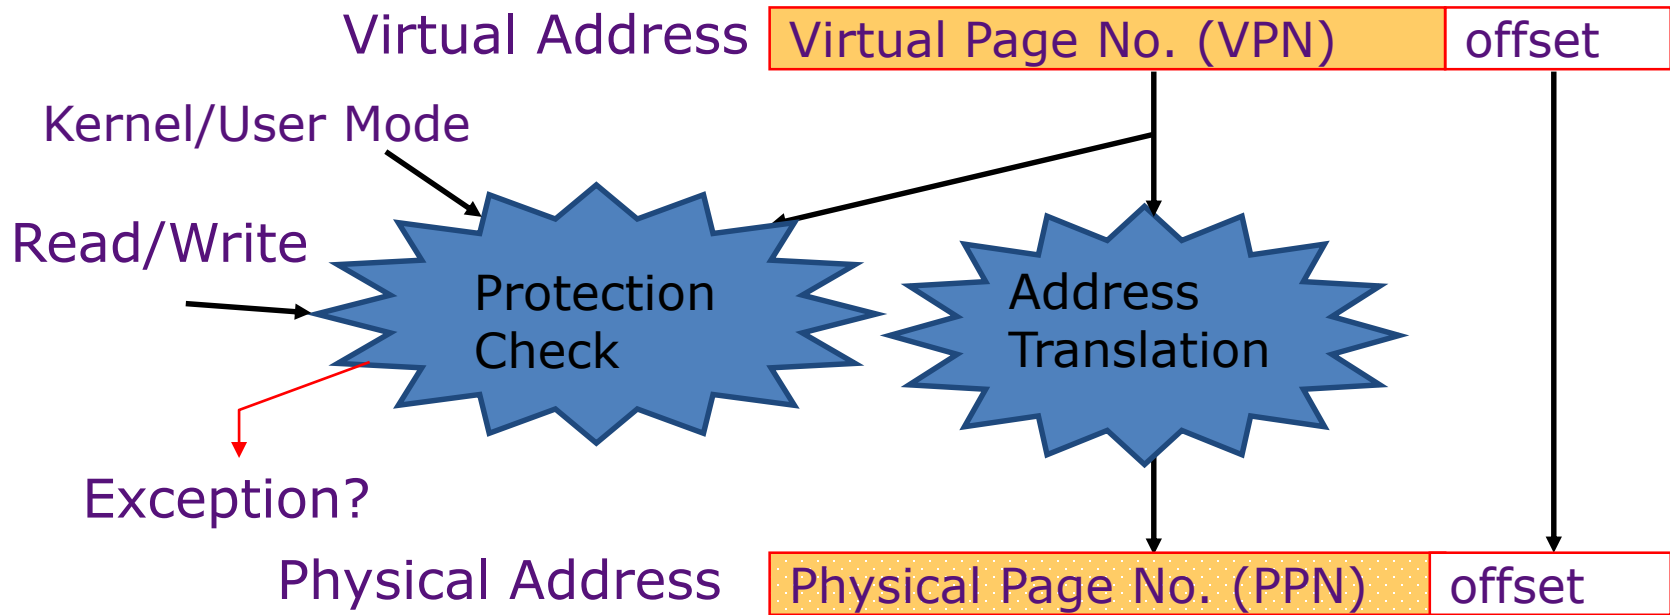 Virtual Address
Virtual Page No. (VPN)
offset
Kernel/User Mode
Read/Write
Protection
Check
Address
Translation
Exception?
Physical Address
Physical Page No. (PPN)
offset